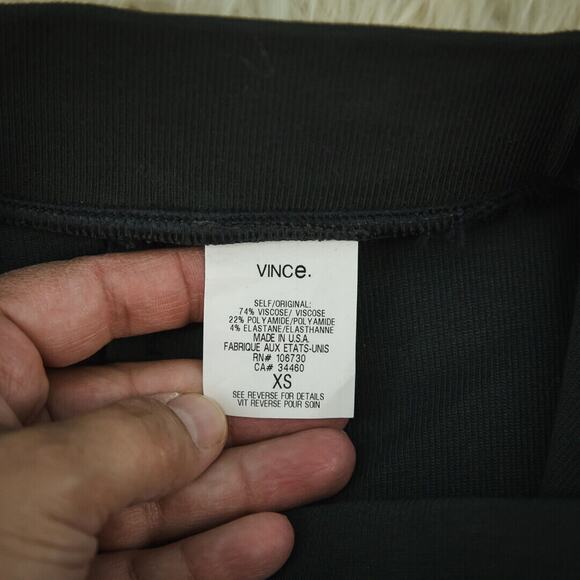 VINCe.
SELF/ORIGINAL:
74% VISCOSE/ VISCOSE
22% POLYAMIDE/POLYAMIDE
4% ELASTANE/ELASTHANNE
MADE IN U.S.A.
FABRIQUE AUX ETATS-UNIS
RN# 106730
CA# 34460
XS
SEE REVERSE FOR DETAILS
VIT REVERSE POUR SOIN